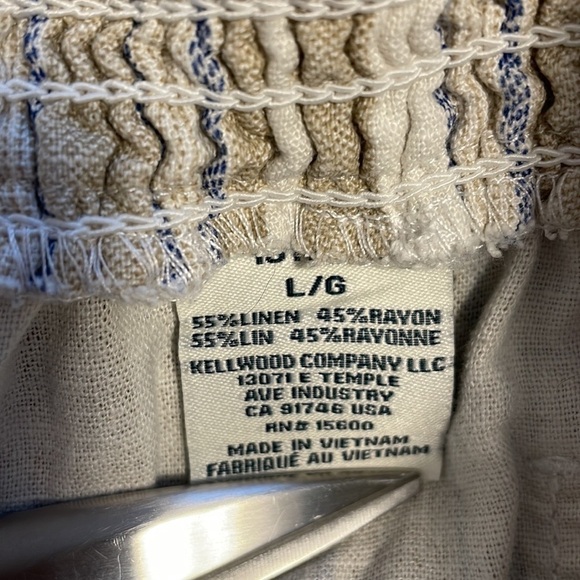 L/G
55%LINEN 45%RAYON
55%LIN 45%RAYONNE
KELLWOOD COMPANY LLC
13071 E TEMPLE
AVE INDUSTRY
CA 91746 USA
RN# 15600
MADE IN VIETNAM
FABRIQUÉ AU VIETNAM